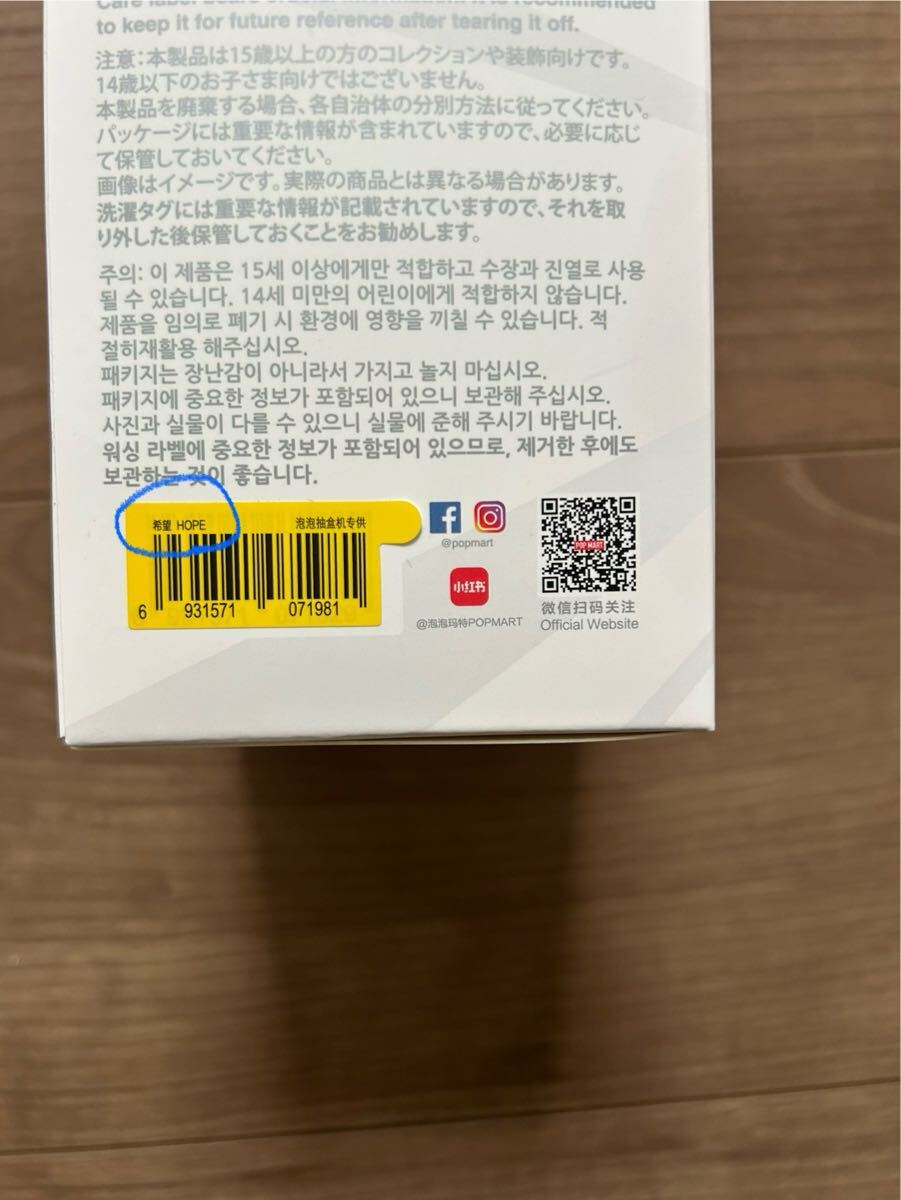 Care label bears crucial information. It is recommended
to keep it for future reference after tearing it off.
注意:本製品は15歳以上の方のコレクションや装飾向けです。
14歳以下のお子さま向けではございません。
本製品を廃棄する場合、各自治体の分別方法に従ってください。
パッケージには重要な情報が含まれていますので、必要に応じ
て保管しておいてください。
画像はイメージです。実際の商品とは異なる場合があります。
洗濯タグには重要な情報が記載されていますので、それを取
り外した後保管しておくことをお勧めします。
주의: 이 제품은 15세 이상에게만 적합하고 수장과 진열로 사용
될 수 있습니다. 14세 미만의 어린이에게 적합하지 않습니다.
제품을 임의로 폐기 시 환경에 영향을 끼칠 수 있습니다. 적
절히재활용 해주십시오.
패키지는 장난감이 아니라서 가지고 놀지 마십시오.
패키지에 중요한 정보가 포함되어 있으니 보관해 주십시오.
사진과 실물이 다를 수 있으니 실물에 준해 주시기 바랍니다.
워싱 라벨에 중요한 정보가 포함되어 있으므로, 제거한 후에도
보관하는 것이 좋습니다.
希望 HOPE 泡泡抽盒机专供
6 931571 071981
@popmart
小红书
@泡泡玛特POPMART
POP MART
微信扫码关注
Official Website